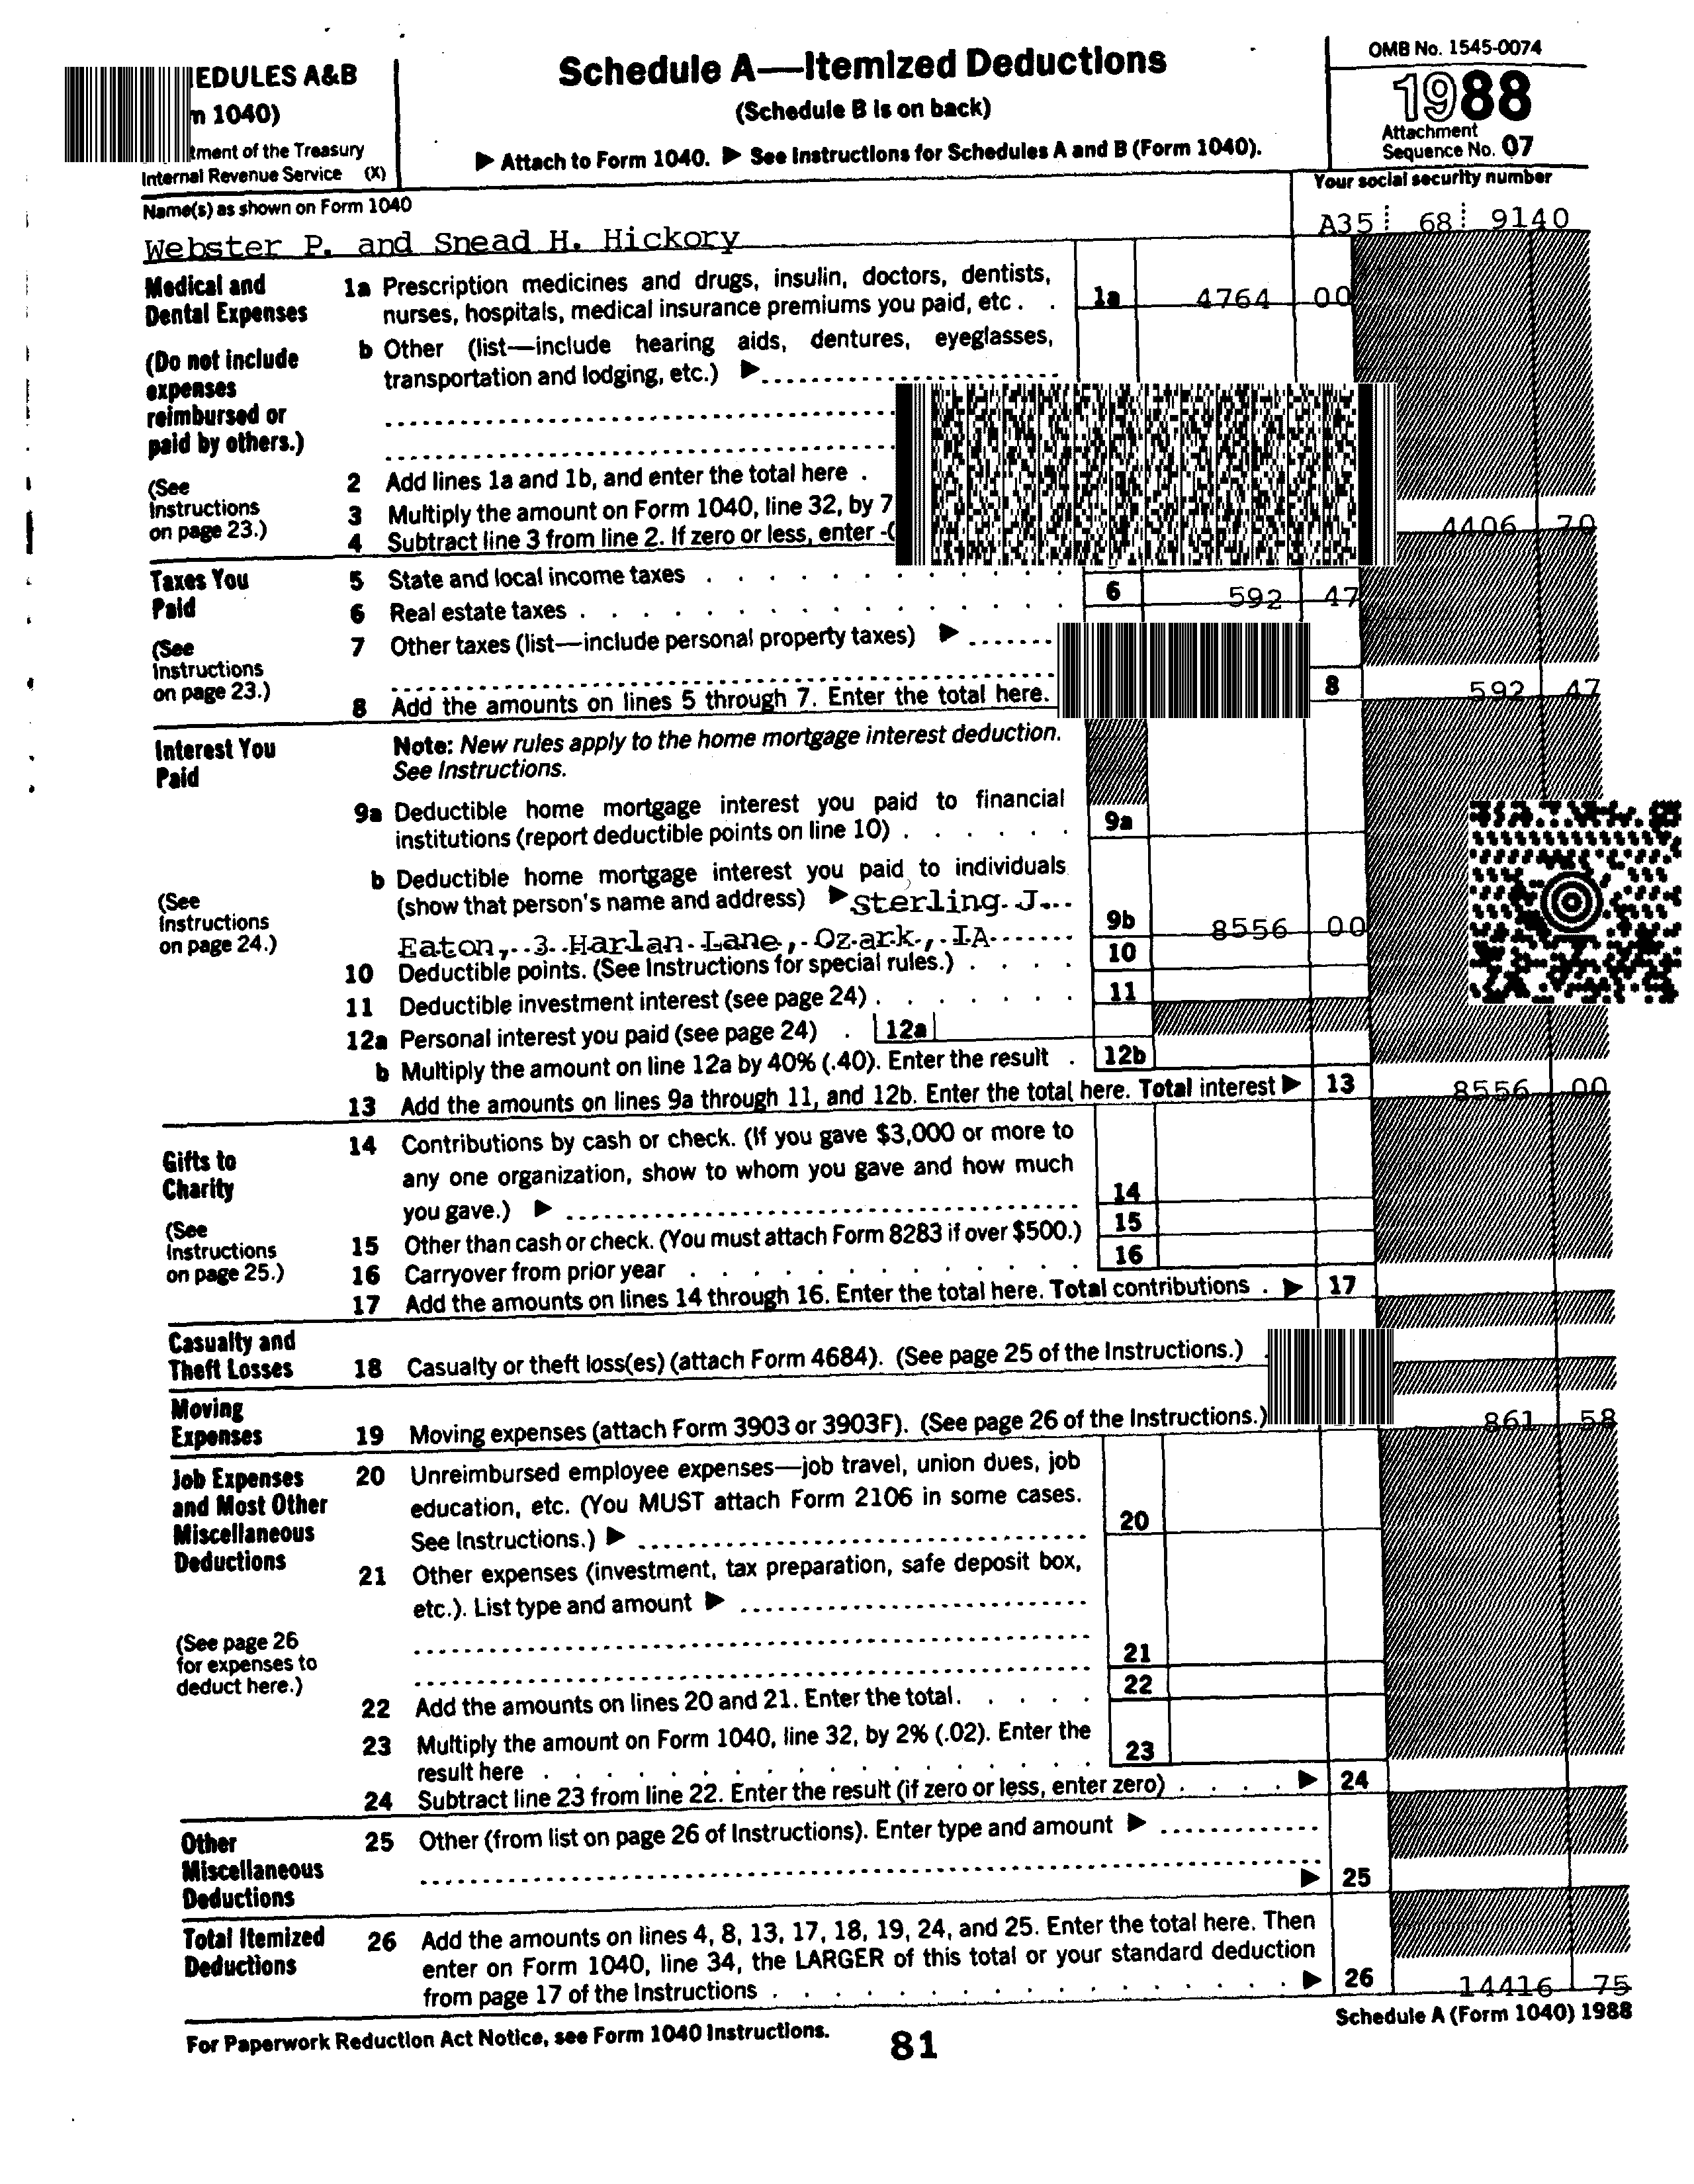 EDULES A&B
m 1040)
tment of the Treasury
Internal Revenue Service (X)
Schedule A—Itemized Deductions
(Schedule B is on back)
▶ Attach to Form 1040. ▶ See Instructions for Schedules A and B (Form 1040).
OMB No. 1545-0074
1988
Attachment
Sequence No. 07
Name(s) as shown on Form 1040
Your social security number
Webster P. and Snead H. Hickory
A35 68 9140
Medical and
Dental Expenses
(Do not include
expenses
reimbursed or
paid by others.)
(See
Instructions
on page 23.)
1a Prescription medicines and drugs, insulin, doctors, dentists,
nurses, hospitals, medical insurance premiums you paid, etc . . 1a 4764 00
b Other (list—include hearing aids, dentures, eyeglasses,
transportation and lodging, etc.) ▶
2 Add lines 1a and 1b, and enter the total here .
3 Multiply the amount on Form 1040, line 32, by 7
4 Subtract line 3 from line 2. If zero or less, enter -0 4406 70
Taxes You
Paid
(See
Instructions
on page 23.)
5 State and local income taxes
6 Real estate taxes 6 592 47
7 Other taxes (list—include personal property taxes) ▶
8 Add the amounts on lines 5 through 7. Enter the total here. 8 592 47
Interest You
Paid
(See
Instructions
on page 24.)
Note: New rules apply to the home mortgage interest deduction.
See Instructions.
9a Deductible home mortgage interest you paid to financial
institutions (report deductible points on line 10) 9a
b Deductible home mortgage interest you paid to individuals
(show that person's name and address) ▶ Sterling J.
Eaton, 3 Harlan Lane, Ozark, IA 9b 8556 00
10 Deductible points. (See Instructions for special rules.) 10
11 Deductible investment interest (see page 24) 11
12a Personal interest you paid (see page 24) . 12a
b Multiply the amount on line 12a by 40% (.40). Enter the result . 12b
13 Add the amounts on lines 9a through 11, and 12b. Enter the total here. Total interest ▶ 13 8556 00
Gifts to
Charity
(See
Instructions
on page 25.)
14 Contributions by cash or check. (If you gave $3,000 or more to
any one organization, show to whom you gave and how much
you gave.) ▶ 14
15 Other than cash or check. (You must attach Form 8283 if over $500.) 15
16 Carryover from prior year 16
17 Add the amounts on lines 14 through 16. Enter the total here. Total contributions . ▶ 17
Casualty and
Theft Losses
18 Casualty or theft loss(es) (attach Form 4684). (See page 25 of the Instructions.)
Moving
Expenses
19 Moving expenses (attach Form 3903 or 3903F). (See page 26 of the Instructions.) 861 58
Job Expenses
and Most Other
Miscellaneous
Deductions
(See page 26
for expenses to
deduct here.)
20 Unreimbursed employee expenses—job travel, union dues, job
education, etc. (You MUST attach Form 2106 in some cases.
See Instructions.) ▶ 20
21 Other expenses (investment, tax preparation, safe deposit box,
etc.). List type and amount ▶
21
22 Add the amounts on lines 20 and 21. Enter the total. 22
23 Multiply the amount on Form 1040, line 32, by 2% (.02). Enter the
result here 23
24 Subtract line 23 from line 22. Enter the result (if zero or less, enter zero) ▶ 24
Other
Miscellaneous
Deductions
25 Other (from list on page 26 of Instructions). Enter type and amount ▶
▶ 25
Total Itemized
Deductions
26 Add the amounts on lines 4, 8, 13, 17, 18, 19, 24, and 25. Enter the total here. Then
enter on Form 1040, line 34, the LARGER of this total or your standard deduction
from page 17 of the Instructions ▶ 26 14416 75
For Paperwork Reduction Act Notice, see Form 1040 Instructions.
Schedule A (Form 1040) 1988
81